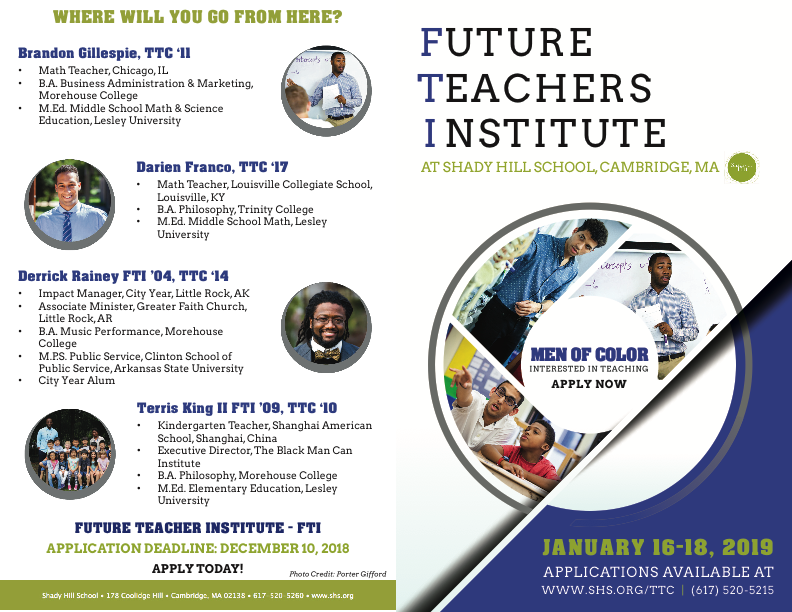 WHERE WILL YOU GO FROM HERE?
Brandon Gillespie, TTC ‘11
• Math Teacher, Chicago, IL
• B.A. Business Administration & Marketing,
Morehouse College
• M.Ed. Middle School Math & Science
Education, Lesley University
Darien Franco, TTC ‘17
• Math Teacher, Louisville Collegiate School,
Louisville, KY
• B.A. Philosophy, Trinity College
• M.Ed. Middle School Math, Lesley
University
Derrick Rainey FTI ’04, TTC ‘14
• Impact Manager, City Year, Little Rock, AK
• Associate Minister, Greater Faith Church,
Little Rock, AR
• B.A. Music Performance, Morehouse
College
• M.P.S. Public Service, Clinton School of
Public Service, Arkansas State University
• City Year Alum
Terris King II FTI ’09, TTC ‘10
• Kindergarten Teacher, Shanghai American
School, Shanghai, China
• Executive Director, The Black Man Can
Institute
• B.A. Philosophy, Morehouse College
• M.Ed. Elementary Education, Lesley
University
FUTURE TEACHER INSTITUTE - FTI
APPLICATION DEADLINE: DECEMBER 10, 2018
APPLY TODAY!
Photo Credit: Porter Gifford
Shady Hill School • 178 Coolidge Hill • Cambridge, MA 02138 • 617-520-5260 • www.shs.org
FUTURE
TEACHERS
INSTITUTE
AT SHADY HILL SCHOOL, CAMBRIDGE, MA
MEN OF COLOR
INTERESTED IN TEACHING
APPLY NOW
JANUARY 16-18, 2019
APPLICATIONS AVAILABLE AT
WWW.SHS.ORG/TTC | (617) 520-5215